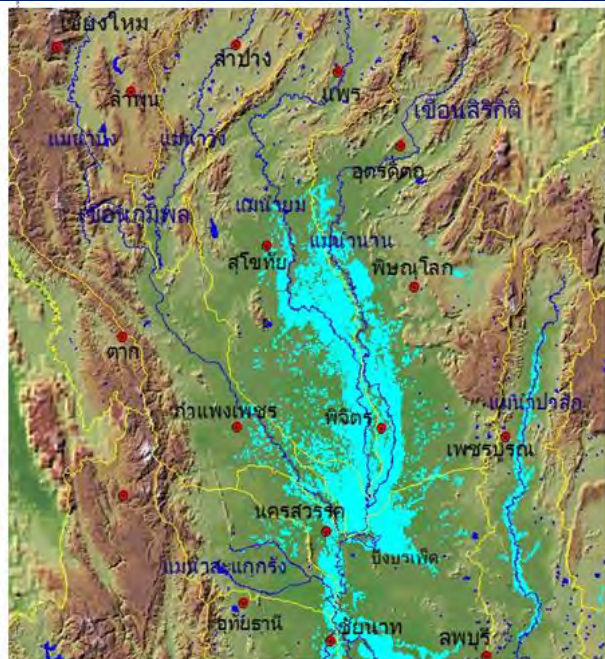 เชียงใหม่
ลำปาง
ลำพูน
แพร่
เขื่อนสิริกิติ์
แม่น้ำปิง
แม่น้ำวัง
อุตรดิตถ์
แม่น้ำยม
เขื่อนภูมิพล
แม่น้ำน่าน
สุโขทัย
พิษณุโลก
ตาก
แม่น้ำป่าสัก
กำแพงเพชร
พิจิตร
เพชรบูรณ์
นครสวรรค์
บึงบรเพ็ด
แม่น้ำสะแกกรัง
อุทัยธานี
ชัยนาท
ลพบุรี